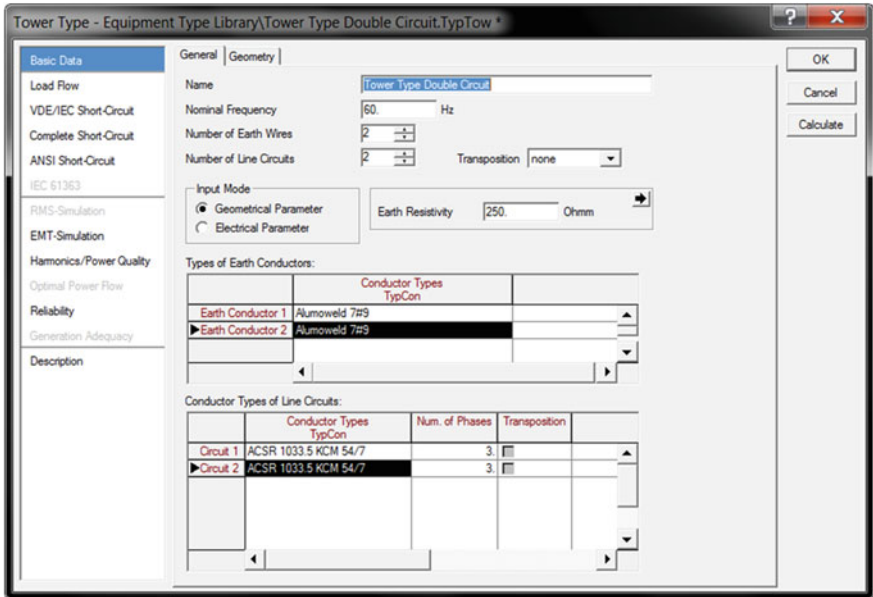 Tower Type - Equipment Type Library\Tower Type Double Circuit.TypTow *
Basic Data
Load Flow
VDE/IEC Short-Circuit
Complete Short-Circuit
ANSI Short-Circuit
IEC 61363
RMS-Simulation
EMT-Simulation
Harmonics/Power Quality
Optimal Power Flow
Reliability
Generation Adequacy
Description
General Geometry
Name Tower Type Double Circuit
Nominal Frequency 60. Hz
Number of Earth Wires 2
Number of Line Circuits 2 Transposition none
Input Mode
Geometrical Parameter
Electrical Parameter
Earth Resistivity 250. Ohmm
Types of Earth Conductors:
Conductor Types
TypCon
Earth Conductor 1 Alumoweld 7#9
Earth Conductor 2 Alumoweld 7#9
Conductor Types of Line Circuits:
Conductor Types Num. of Phases Transposition
TypCon
Circuit 1 ACSR 1033.5 KCM 54/7 3.
Circuit 2 ACSR 1033.5 KCM 54/7 3.
OK
Cancel
Calculate